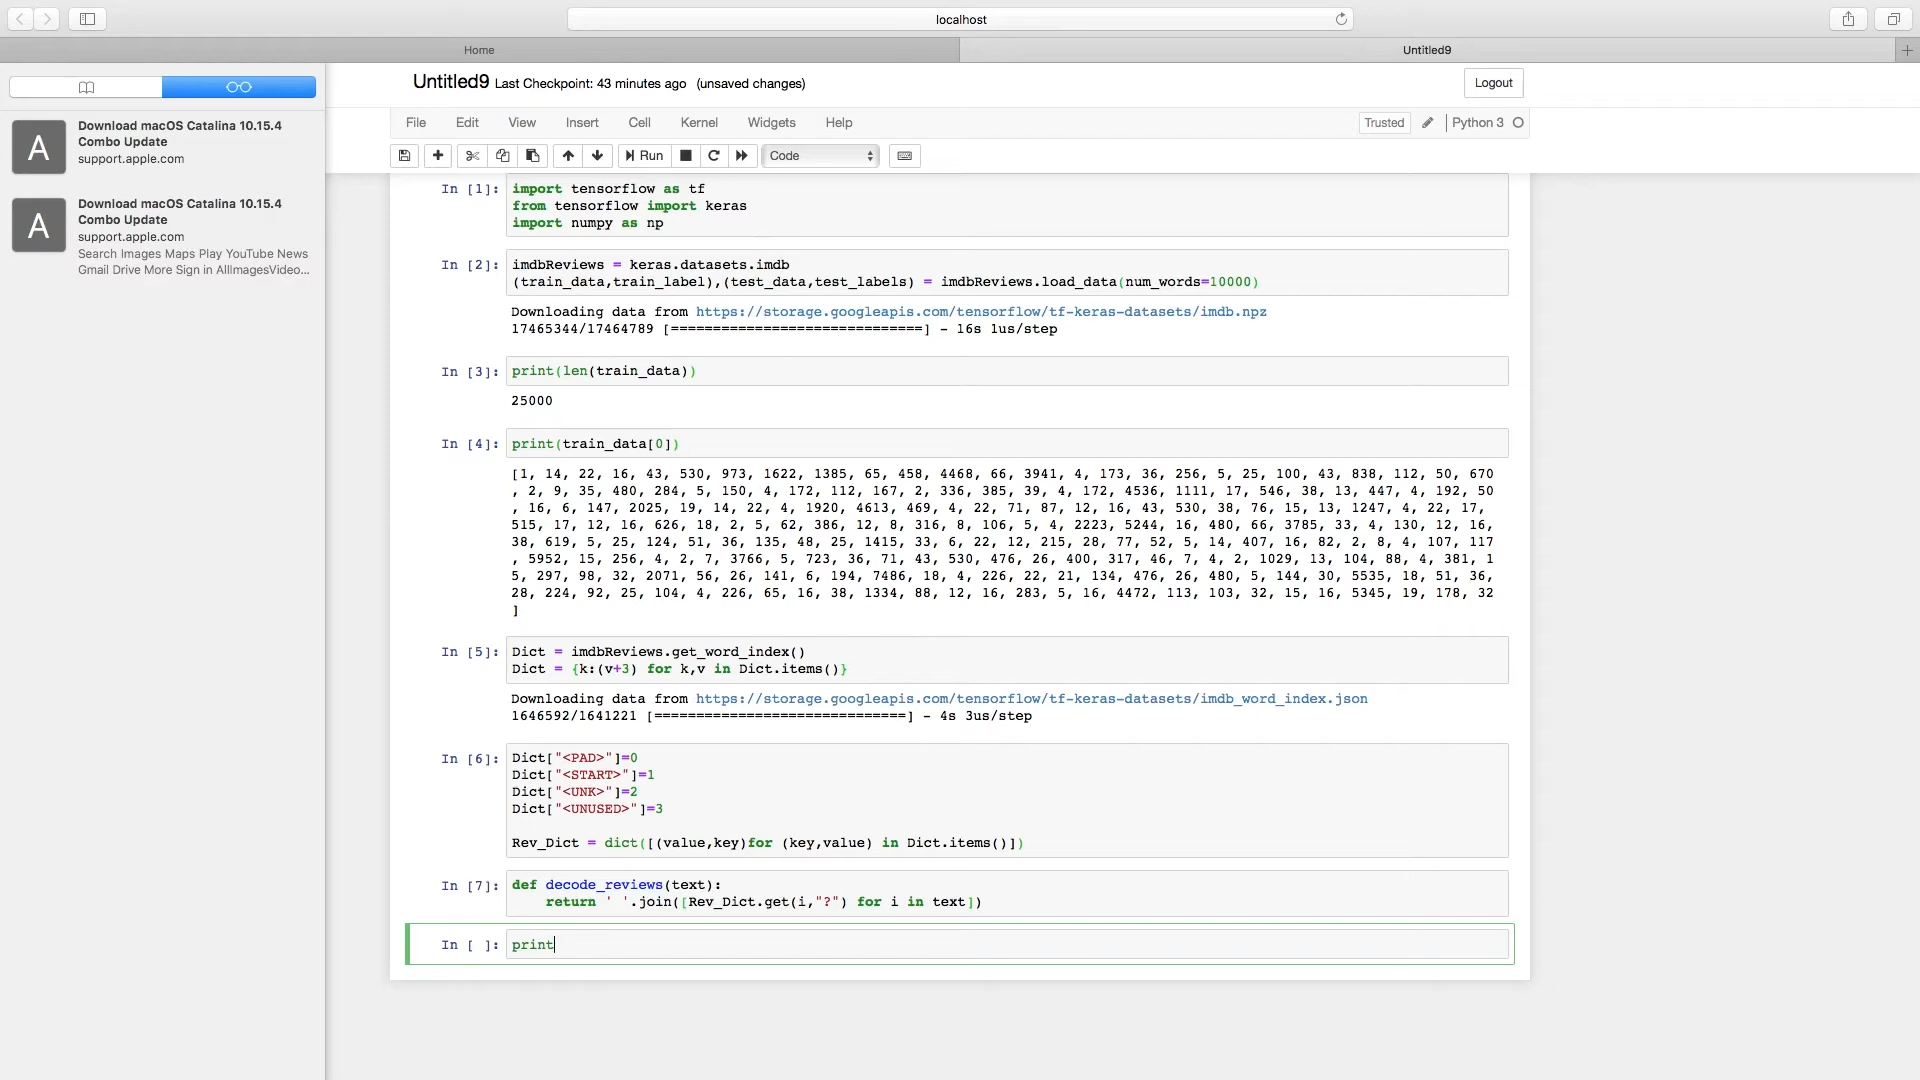 localhost
Home
Untitled9
Download macOS Catalina 10.15.4
Combo Update
support.apple.com
Download macOS Catalina 10.15.4
Combo Update
support.apple.com
Search Images Maps Play YouTube News
Gmail Drive More Sign in AllImagesVideo...
Untitled9 Last Checkpoint: 43 minutes ago (unsaved changes)
Logout
File Edit View Insert Cell Kernel Widgets Help
Trusted Python 3
Run Code
In [1]: import tensorflow as tf
from tensorflow import keras
import numpy as np
In [2]: imdbReviews = keras.datasets.imdb
(train_data,train_label),(test_data,test_labels) = imdbReviews.load_data(num_words=10000)
Downloading data from https://storage.googleapis.com/tensorflow/tf-keras-datasets/imdb.npz
17465344/17464789 [==============================] - 16s 1us/step
In [3]: print(len(train_data))
25000
In [4]: print(train_data[0])
[1, 14, 22, 16, 43, 530, 973, 1622, 1385, 65, 458, 4468, 66, 3941, 4, 173, 36, 256, 5, 25, 100, 43, 838, 112, 50, 670
, 2, 9, 35, 480, 284, 5, 150, 4, 172, 112, 167, 2, 336, 385, 39, 4, 172, 4536, 1111, 17, 546, 38, 13, 447, 4, 192, 50
, 16, 6, 147, 2025, 19, 14, 22, 4, 1920, 4613, 469, 4, 22, 71, 87, 12, 16, 43, 530, 38, 76, 15, 13, 1247, 4, 22, 17,
515, 17, 12, 16, 626, 18, 2, 5, 62, 386, 12, 8, 316, 8, 106, 5, 4, 2223, 5244, 16, 480, 66, 3785, 33, 4, 130, 12, 16,
38, 619, 5, 25, 124, 51, 36, 135, 48, 25, 1415, 33, 6, 22, 12, 215, 28, 77, 52, 5, 14, 407, 16, 82, 2, 8, 4, 107, 117
, 5952, 15, 256, 4, 2, 7, 3766, 5, 723, 36, 71, 43, 530, 476, 26, 400, 317, 46, 7, 4, 2, 1029, 13, 104, 88, 4, 381, 1
5, 297, 98, 32, 2071, 56, 26, 141, 6, 194, 7486, 18, 4, 226, 22, 21, 134, 476, 26, 480, 5, 144, 30, 5535, 18, 51, 36,
28, 224, 92, 25, 104, 4, 226, 65, 16, 38, 1334, 88, 12, 16, 283, 5, 16, 4472, 113, 103, 32, 15, 16, 5345, 19, 178, 32
]
In [5]: Dict = imdbReviews.get_word_index()
Dict = {k:(v+3) for k,v in Dict.items()}
Downloading data from https://storage.googleapis.com/tensorflow/tf-keras-datasets/imdb_word_index.json
1646592/1641221 [==============================] - 4s 3us/step
In [6]: Dict["<PAD>"]=0
Dict["<START>"]=1
Dict["<UNK>"]=2
Dict["<UNUSED>"]=3
Rev_Dict = dict([(value,key)for (key,value) in Dict.items()])
In [7]: def decode_reviews(text):
return ' '.join([Rev_Dict.get(i,"?") for i in text])
In [ ]: print